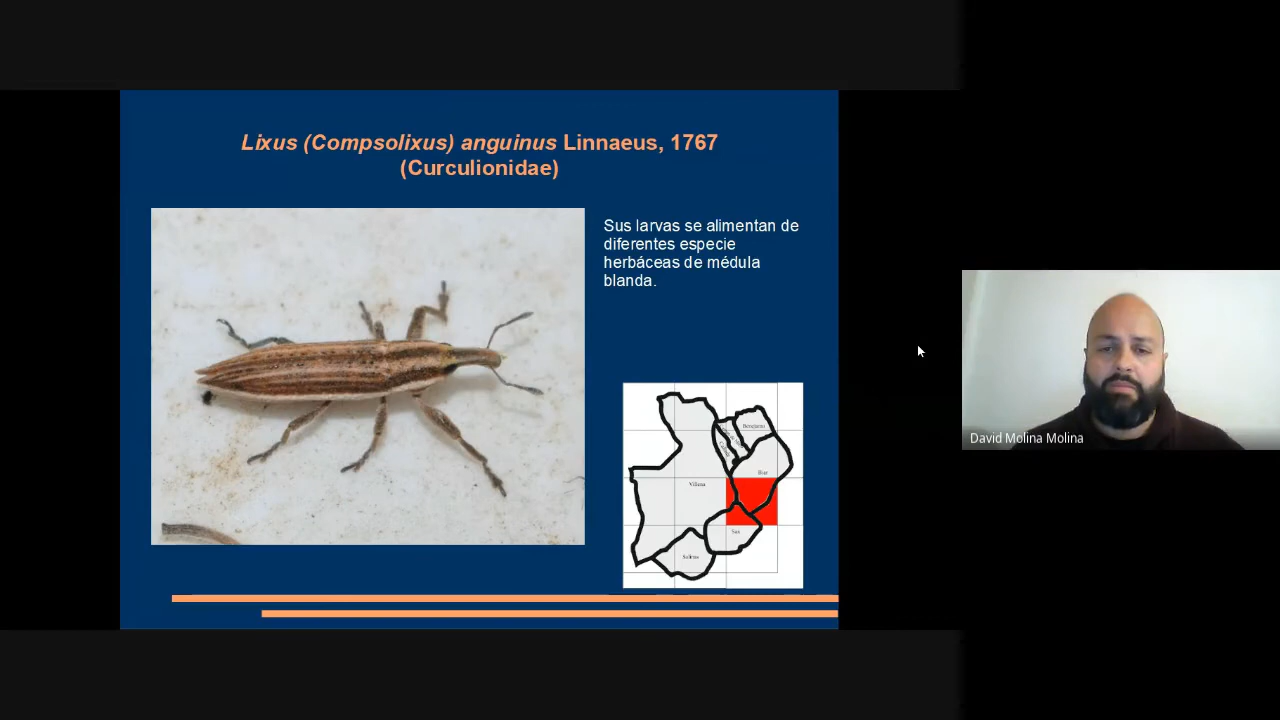 Lixus (Compsolixus) anguinus Linnaeus, 1767
(Curculionidae)
Sus larvas se alimentan de
diferentes especie
herbáceas de médula
blanda.
Biar
Villena
Sax
Salinas
David Molina Molina